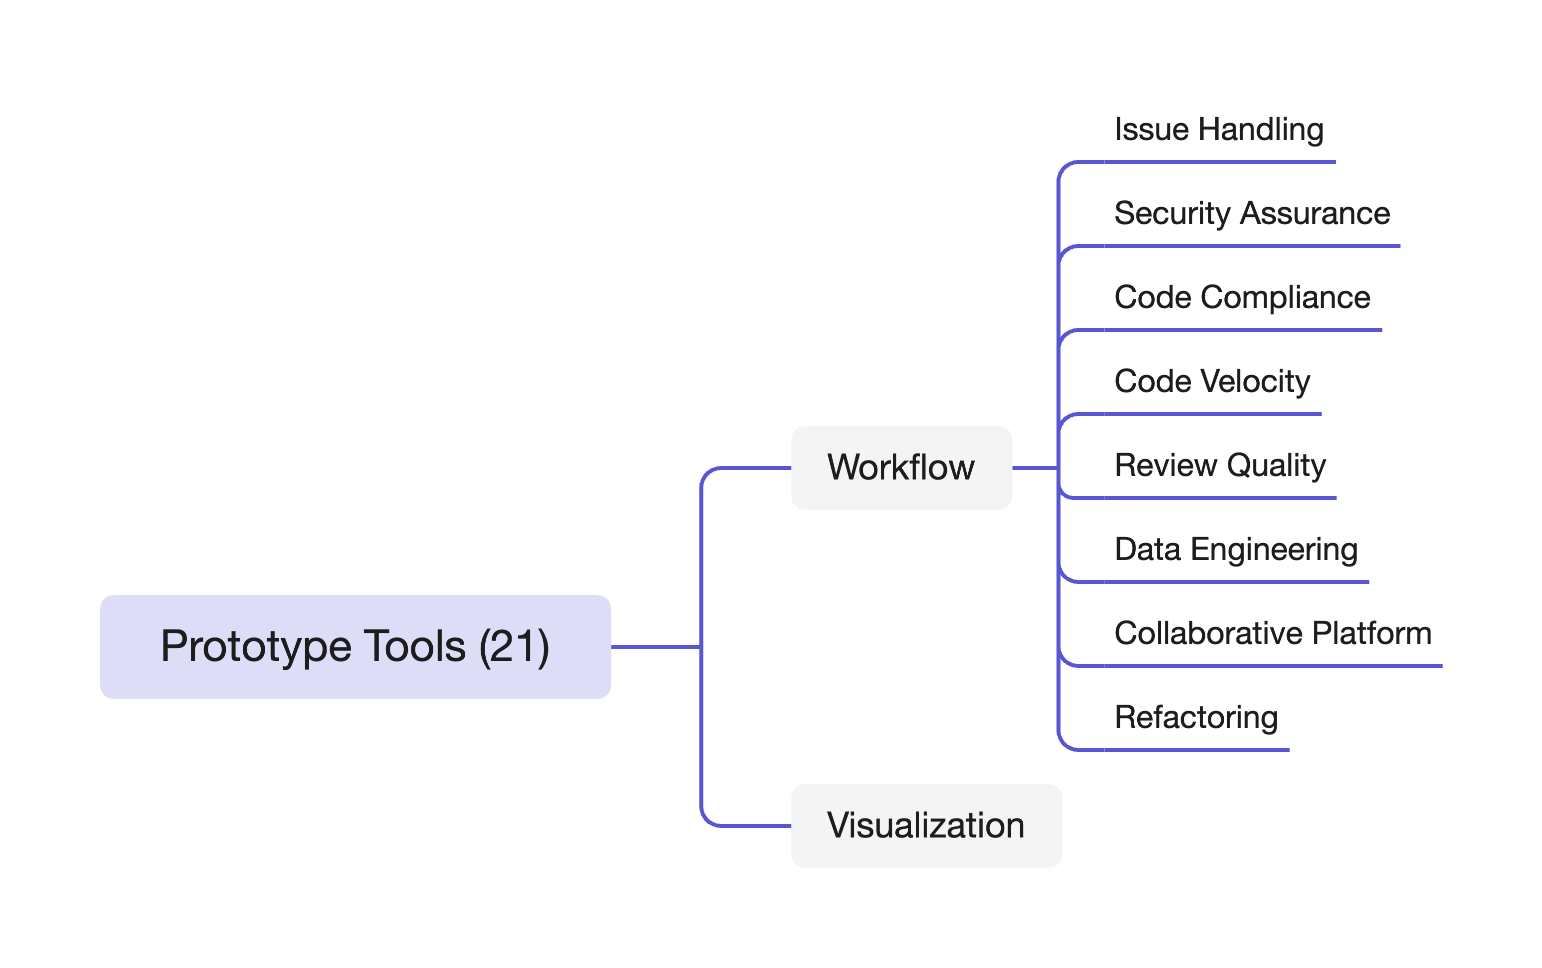 Issue Handling
Security Assurance
Code Compliance
Code Velocity
Workflow
Review Quality
Data Engineering
Prototype Tools (21)
Collaborative Platform
Refactoring
Visualization